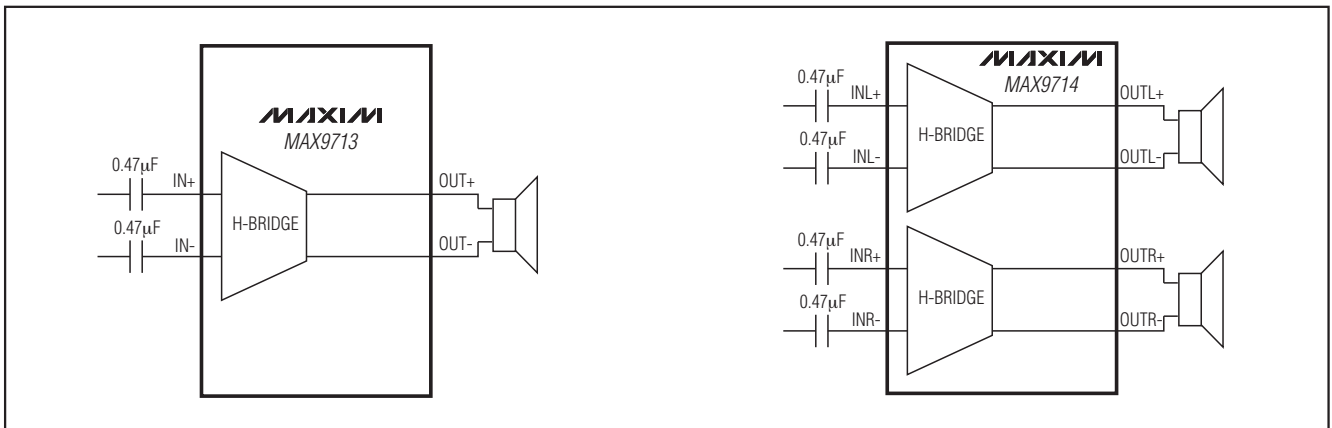 MAXIM
MAX9713
0.47µF
IN+
0.47µF
IN-
H-BRIDGE
OUT+
OUT-
MAXIM
MAX9714
0.47µF
INL+
0.47µF
INL-
H-BRIDGE
OUTL+
OUTL-
0.47µF
INR+
0.47µF
INR-
H-BRIDGE
OUTR+
OUTR-